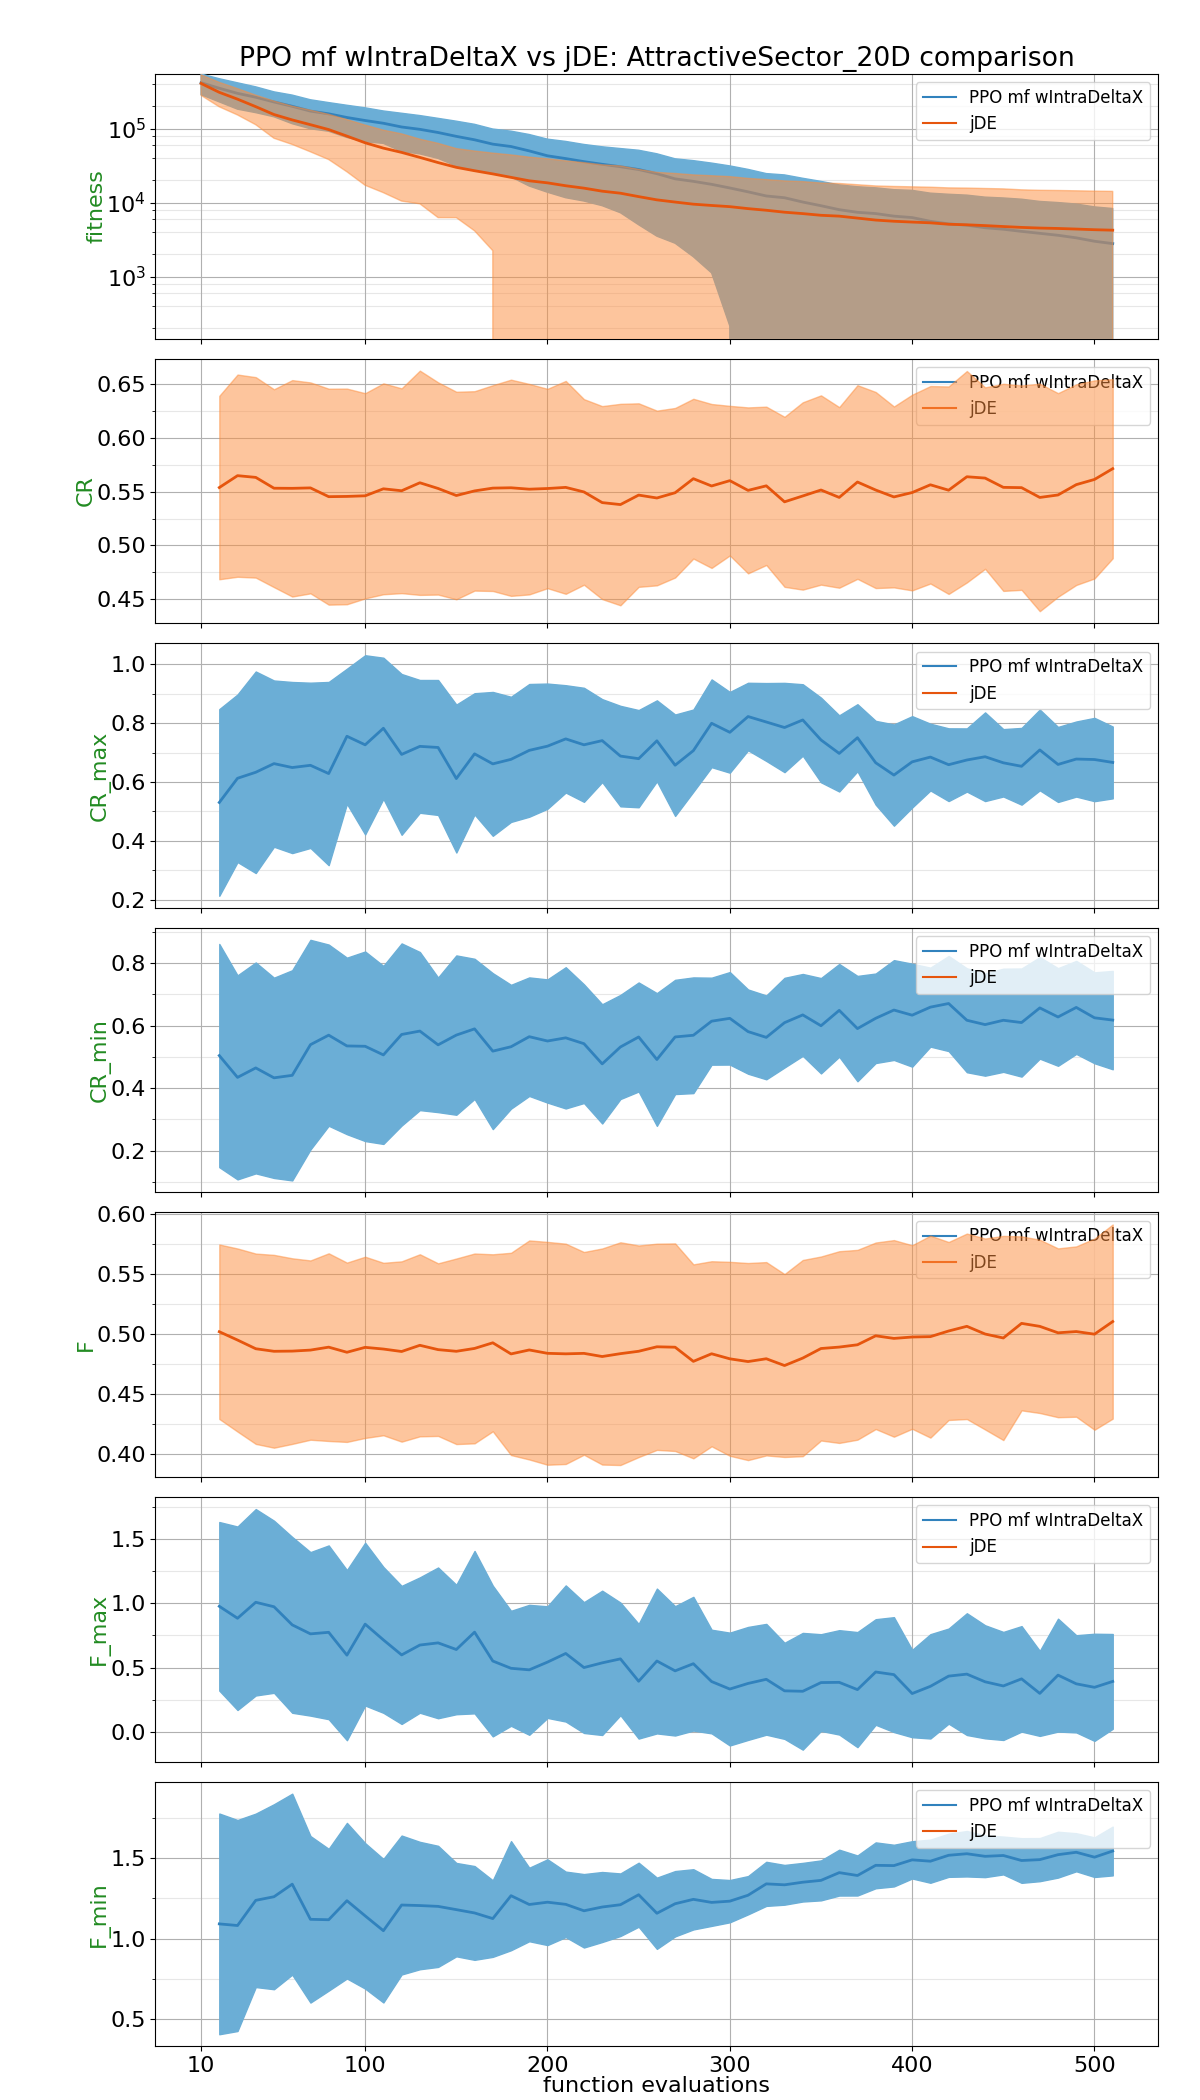 PPO mf wIntraDeltaX vs jDE: AttractiveSector_20D comparison
PPO mf wIntraDeltaX
jDE
10^5
10^4
10^3
fitness
PPO mf wIntraDeltaX
jDE
0.65
0.60
0.55
0.50
0.45
CR
PPO mf wIntraDeltaX
jDE
1.0
0.8
0.6
0.4
0.2
CR_max
PPO mf wIntraDeltaX
jDE
0.8
0.6
0.4
0.2
CR_min
PPO mf wIntraDeltaX
jDE
0.60
0.55
0.50
0.45
0.40
F
PPO mf wIntraDeltaX
jDE
1.5
1.0
0.5
0.0
F_max
PPO mf wIntraDeltaX
jDE
1.5
1.0
0.5
F_min
10 100 200 300 400 500
function evaluations